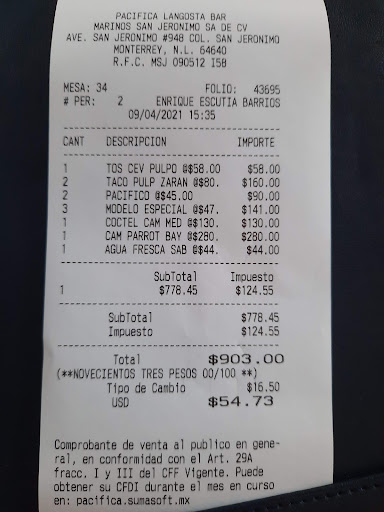 PACIFICA LANGOSTA BAR
MARINOS SAN JERONIMO SA DE CV
AVE. SAN JERONIMO #948 COL. SAN JERONIMO
MONTERREY, N.L. 64640
R.F.C. MSJ 090512 I58
MESA: 34 FOLIO: 43695
# PER: 2 ENRIQUE ESCUTIA BARRIOS
09/04/2021 15:35
CANT DESCRIPCION IMPORTE
1 TOS CEV PULPO @$58.00 $58.00
2 TACO PULP ZARAN @$80. $160.00
2 PACIFICO @$45.00 $90.00
3 MODELO ESPECIAL @$47. $141.00
1 COCTEL CAM MED @$130. $130.00
1 CAM PARROT BAY @$280. $280.00
1 AGUA FRESCA SAB @$44. $44.00
SubTotal Impuesto
1 $778.45 $124.55
SubTotal $778.45
Impuesto $124.55
Total $903.00
(**NOVECIENTOS TRES PESOS 00/100 **)
Tipo de Cambio $16.50
USD $54.73
Comprobante de venta al publico en gene-
ral, en conformidad con el Art. 29A
fracc. I y III del CFF Vigente. Puede
obtener su CFDI durante el mes en curso
en: pacifica.sumasoft.mx